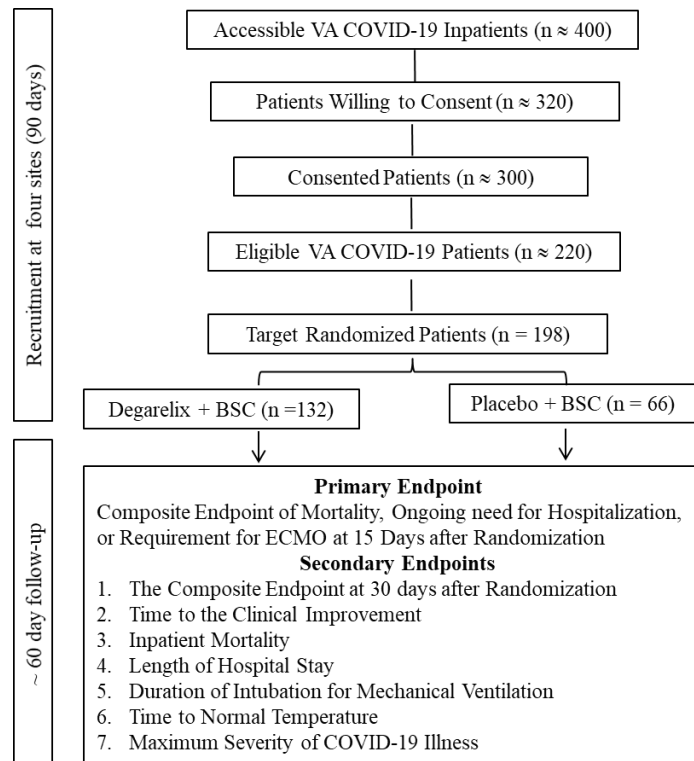 Recruitment at four sites (90 days)
Accessible VA COVID-19 Inpatients (n ≈ 400)
Patients Willing to Consent (n ≈ 320)
Consented Patients (n ≈ 300)
Eligible VA COVID-19 Patients (n ≈ 220)
Target Randomized Patients (n = 198)
Degarelix + BSC (n =132)
Placebo + BSC (n = 66)
~ 60 day follow-up
Primary Endpoint
Composite Endpoint of Mortality, Ongoing need for Hospitalization,
or Requirement for ECMO at 15 Days after Randomization
Secondary Endpoints
1. The Composite Endpoint at 30 days after Randomization
2. Time to the Clinical Improvement
3. Inpatient Mortality
4. Length of Hospital Stay
5. Duration of Intubation for Mechanical Ventilation
6. Time to Normal Temperature
7. Maximum Severity of COVID-19 Illness